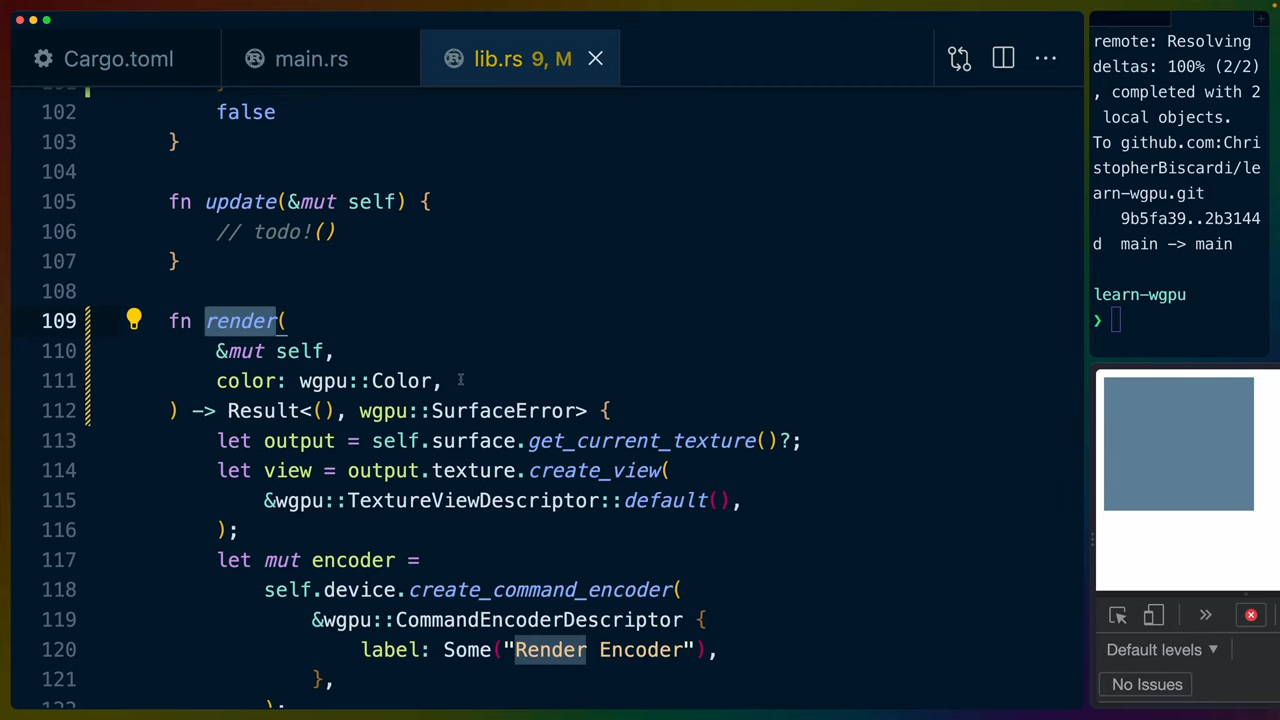 Cargo.toml
main.rs
lib.rs 9, M
102 false
103 }
104
105 fn update(&mut self) {
106 // todo!()
107 }
108
109 fn render(
110 &mut self,
111 color: wgpu::Color,
112 ) -> Result<(), wgpu::SurfaceError> {
113 let output = self.surface.get_current_texture()?;
114 let view = output.texture.create_view(
115 &wgpu::TextureViewDescriptor::default(),
116 );
117 let mut encoder =
118 self.device.create_command_encoder(
119 &wgpu::CommandEncoderDescriptor {
120 label: Some("Render Encoder"),
121 },
remote: Resolving
deltas: 100% (2/2)
, completed with 2
local objects.
To github.com:Chri
stopherBiscardi/le
arn-wgpu.git
9b5fa39..2b3144
d main -> main
learn-wgpu
❯
Default levels ▼
No Issues